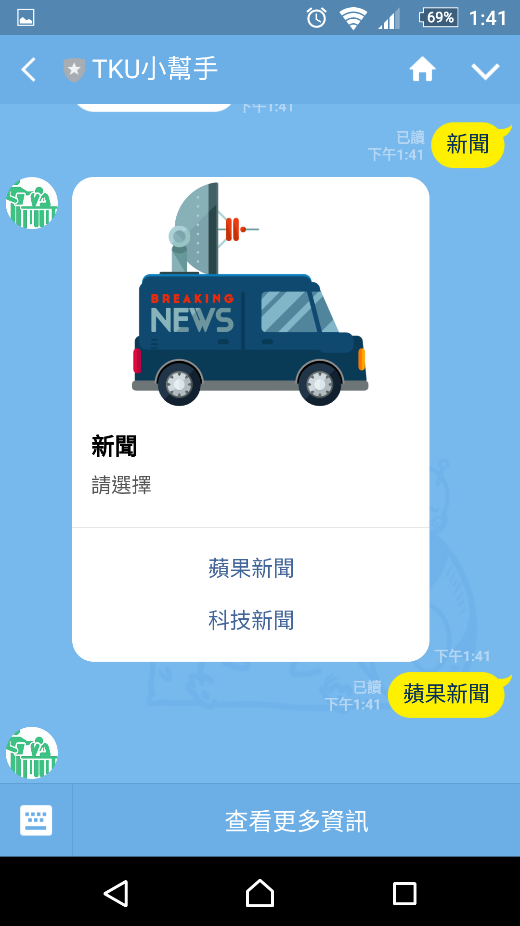 69% 1:41
TKU小幫手
下午1:41
已讀
下午1:41
新聞
BREAKING
NEWS
新聞
請選擇
蘋果新聞
科技新聞
下午1:41
已讀
下午1:41
蘋果新聞
查看更多資訊